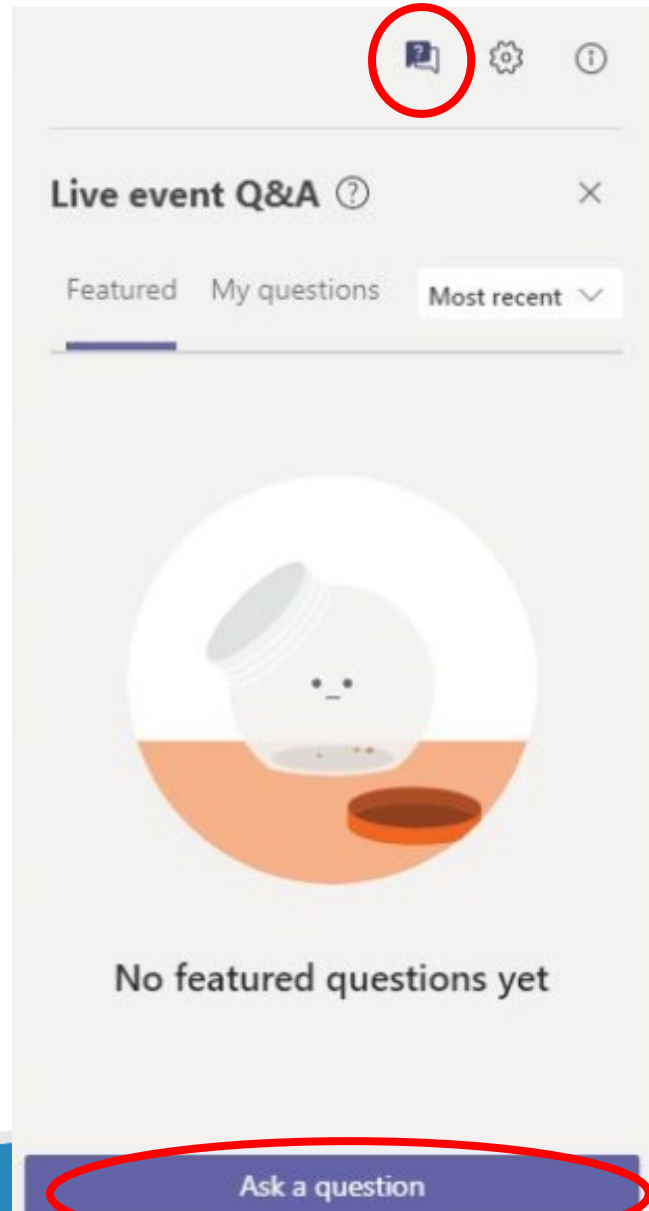 Live event Q&A
Featured My questions Most recent
No featured questions yet
Ask a question